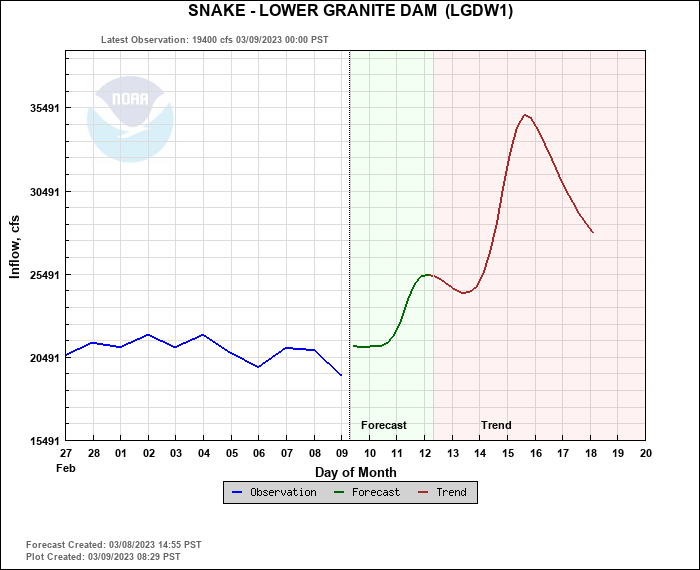 SNAKE - LOWER GRANITE DAM (LGDW1)
Latest Observation: 19400 cfs 03/09/2023 00:00 PST
NOAA
35491
30491
25491
20491
15491
Inflow, cfs
Forecast Trend
27 28 01 02 03 04 05 06 07 08 09 10 11 12 12 14 15 16 17 18 19 20
Feb
Day of Month
Observation Forecast Trend
Forecast Created: 03/08/2023 14:55 PST
Plot Created: 03/09/2023 08:29 PST